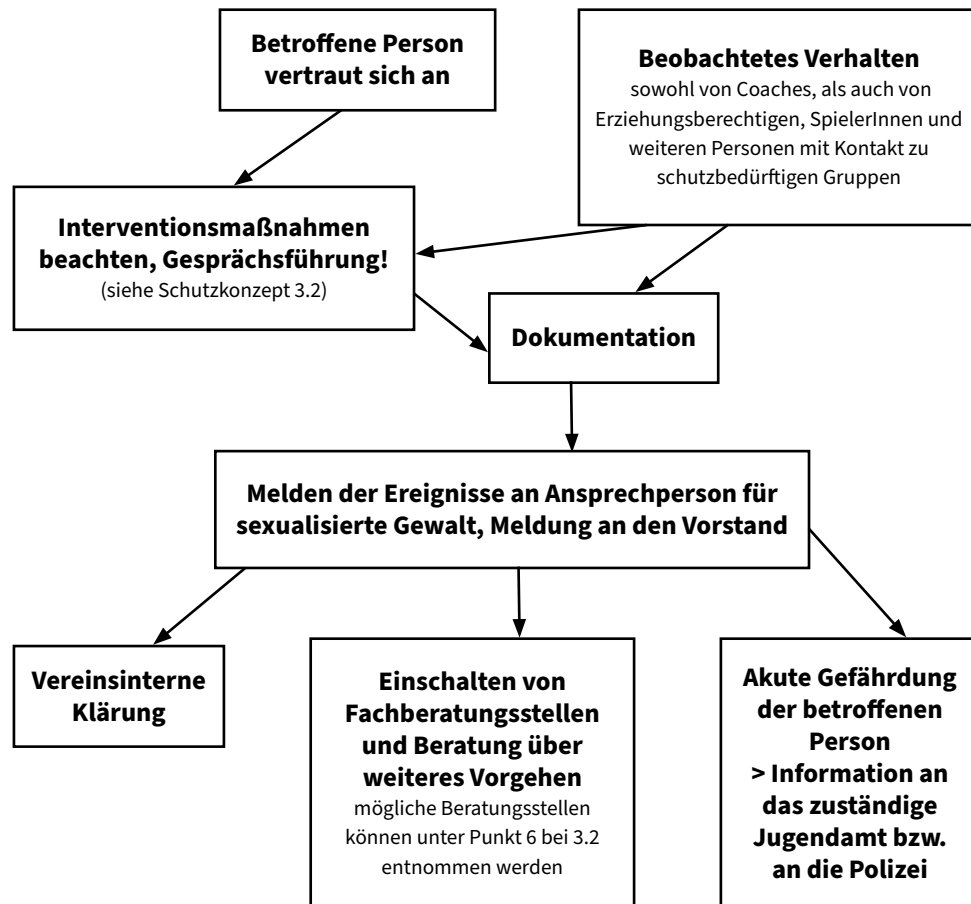 Betroffene Person
vertraut sich an
Beobachtetes Verhalten
sowohl von Coaches, als auch von
Erziehungsberechtigen, SpielerInnen und
weiteren Personen mit Kontakt zu
schutzbedürftigen Gruppen
Interventionsmaßnahmen
beachten, Gesprächsführung!
(siehe Schutzkonzept 3.2)
Dokumentation
Melden der Ereignisse an Ansprechperson für
sexualisierte Gewalt, Meldung an den Vorstand
Vereinsinterne
Klärung
Einschalten von
Fachberatungsstellen
und Beratung über
weiteres Vorgehen
mögliche Beratungsstellen
können unter Punkt 6 bei 3.2
entnommen werden
Akute Gefährdung
der betroffenen
Person
> Information an
das zuständige
Jugendamt bzw.
an die Polizei